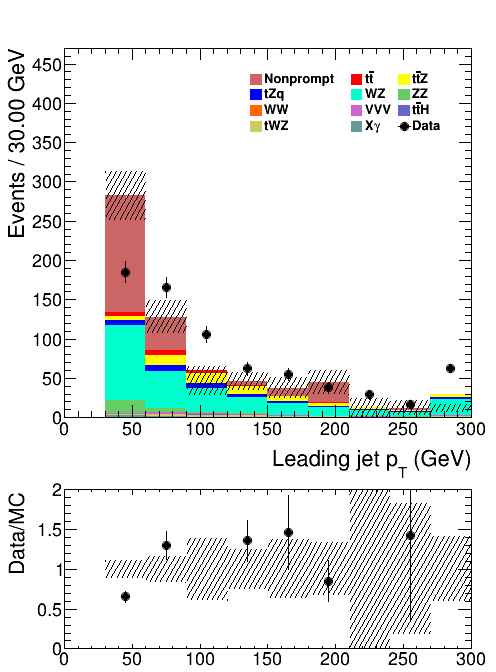 Events / 30.00 GeV
450
400
350
300
250
200
150
100
50
0
Nonprompt tt̄ tt̄Z
tZq WZ ZZ
WW VVV tt̄H
tWZ Xγ Data
0 50 100 150 200 250 300
Leading jet pT (GeV)
Data/MC
2
1.5
1
0.5
0
0 50 100 150 200 250 300